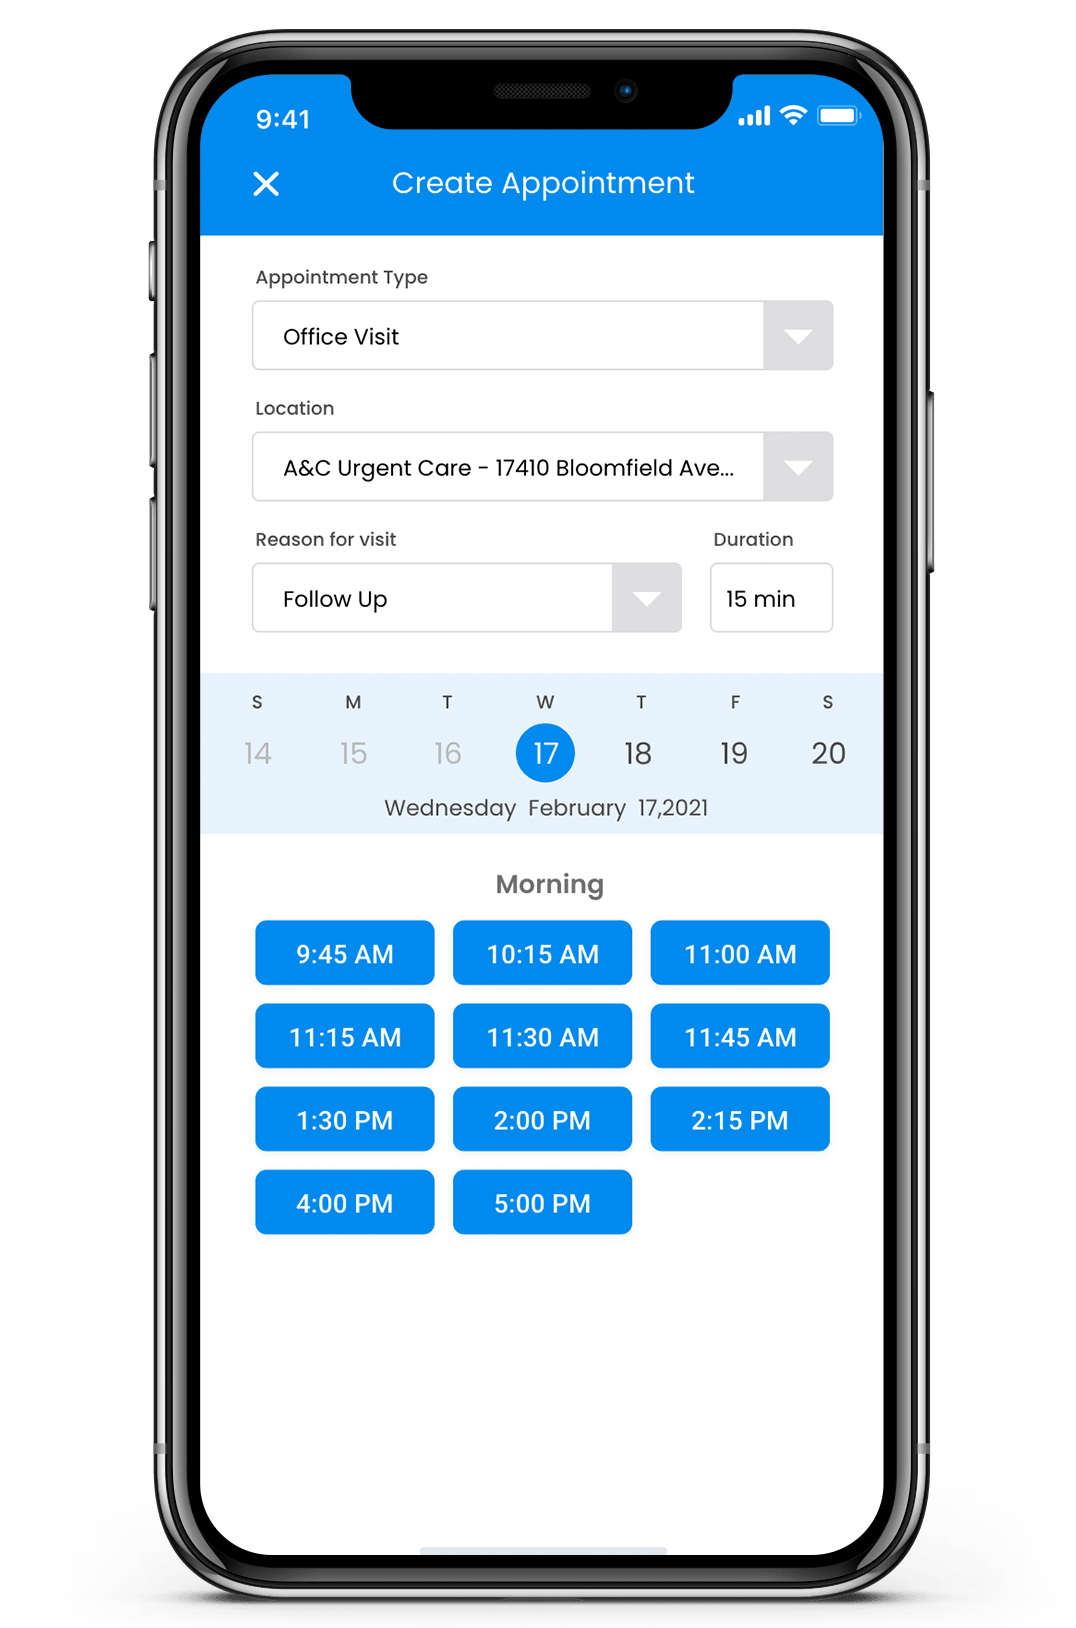 9:41
Create Appointment
Appointment Type
Office Visit
Location
A&C Urgent Care - 17410 Bloomfield Ave...
Reason for visit Duration
Follow Up 15 min
S M T W T F S
14 15 16 17 18 19 20
Wednesday February 17,2021
Morning
9:45 AM 10:15 AM 11:00 AM
11:15 AM 11:30 AM 11:45 AM
1:30 PM 2:00 PM 2:15 PM
4:00 PM 5:00 PM